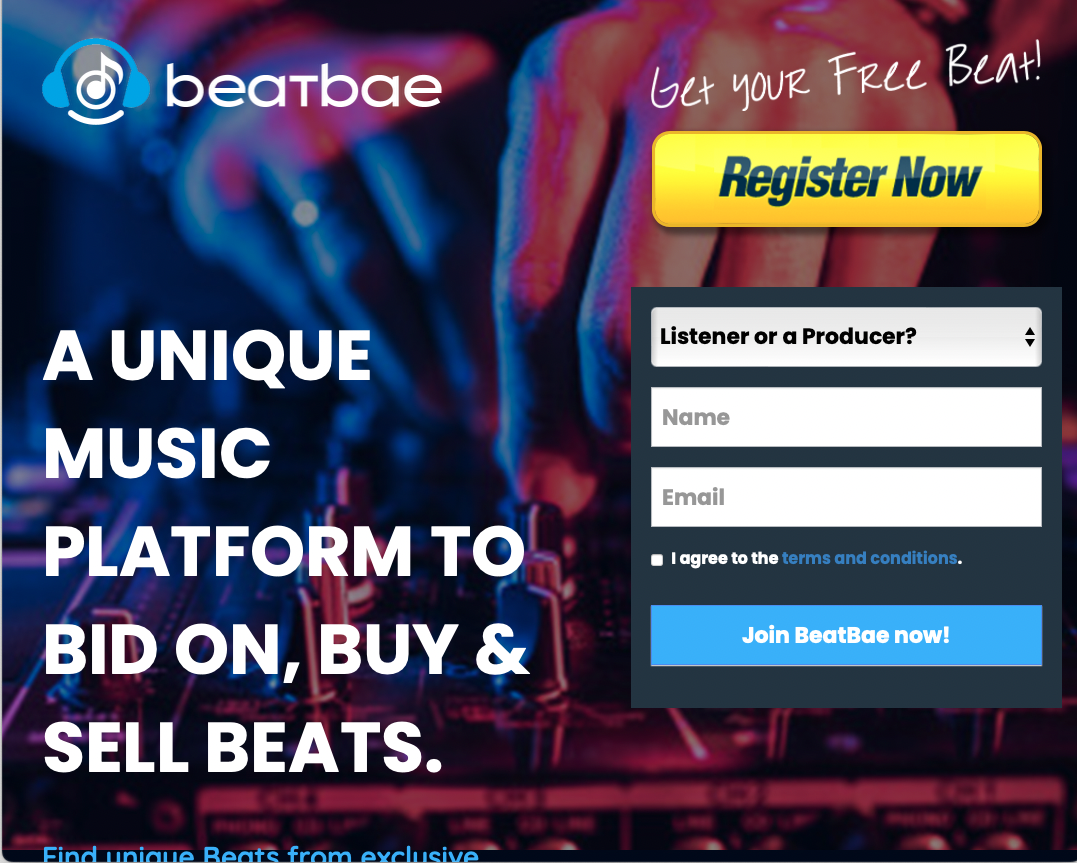 beatbae
Get your Free Beat!
Register Now
A UNIQUE
MUSIC
PLATFORM TO
BID ON, BUY &
SELL BEATS.
Listener or a Producer?
Name
Email
I agree to the terms and conditions.
Join BeatBae now!
Find unique Beats from exclusive